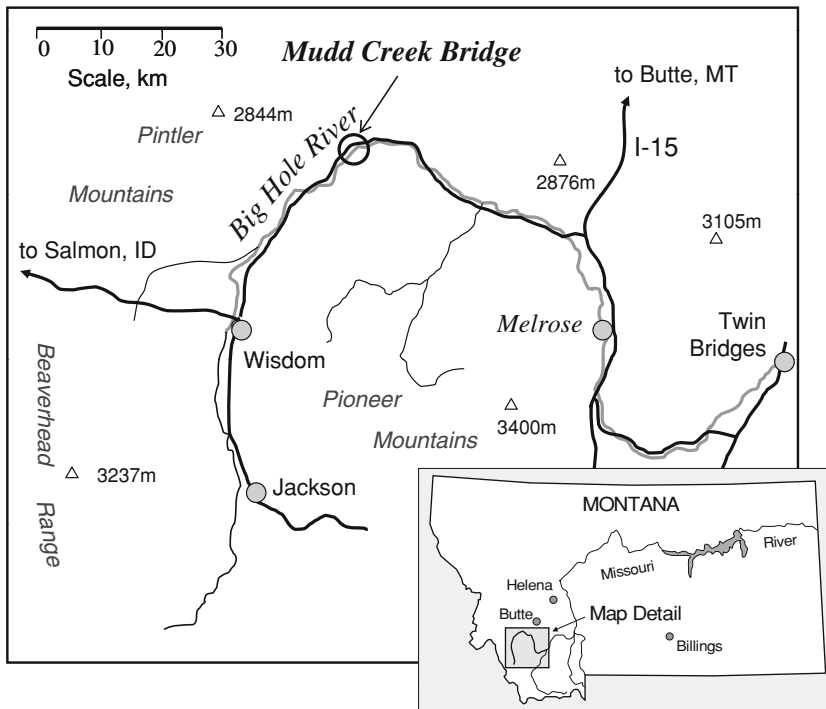 0 10 20 30
Scale, km
Mudd Creek Bridge
to Butte, MT
2844m
Pintler
Mountains
Big Hole River
I-15
2876m
3105m
to Salmon, ID
Melrose
Twin
Bridges
Wisdom
Beaverhead
Range
Pioneer
Mountains
3400m
3237m
Jackson
MONTANA
River
Missouri
Helena
Butte
Map Detail
Billings